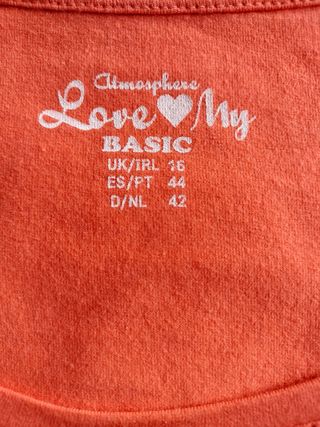 Atmosphere
Love My
BASIC
UK/IRL 16
ES/PT 44
D/NL 42